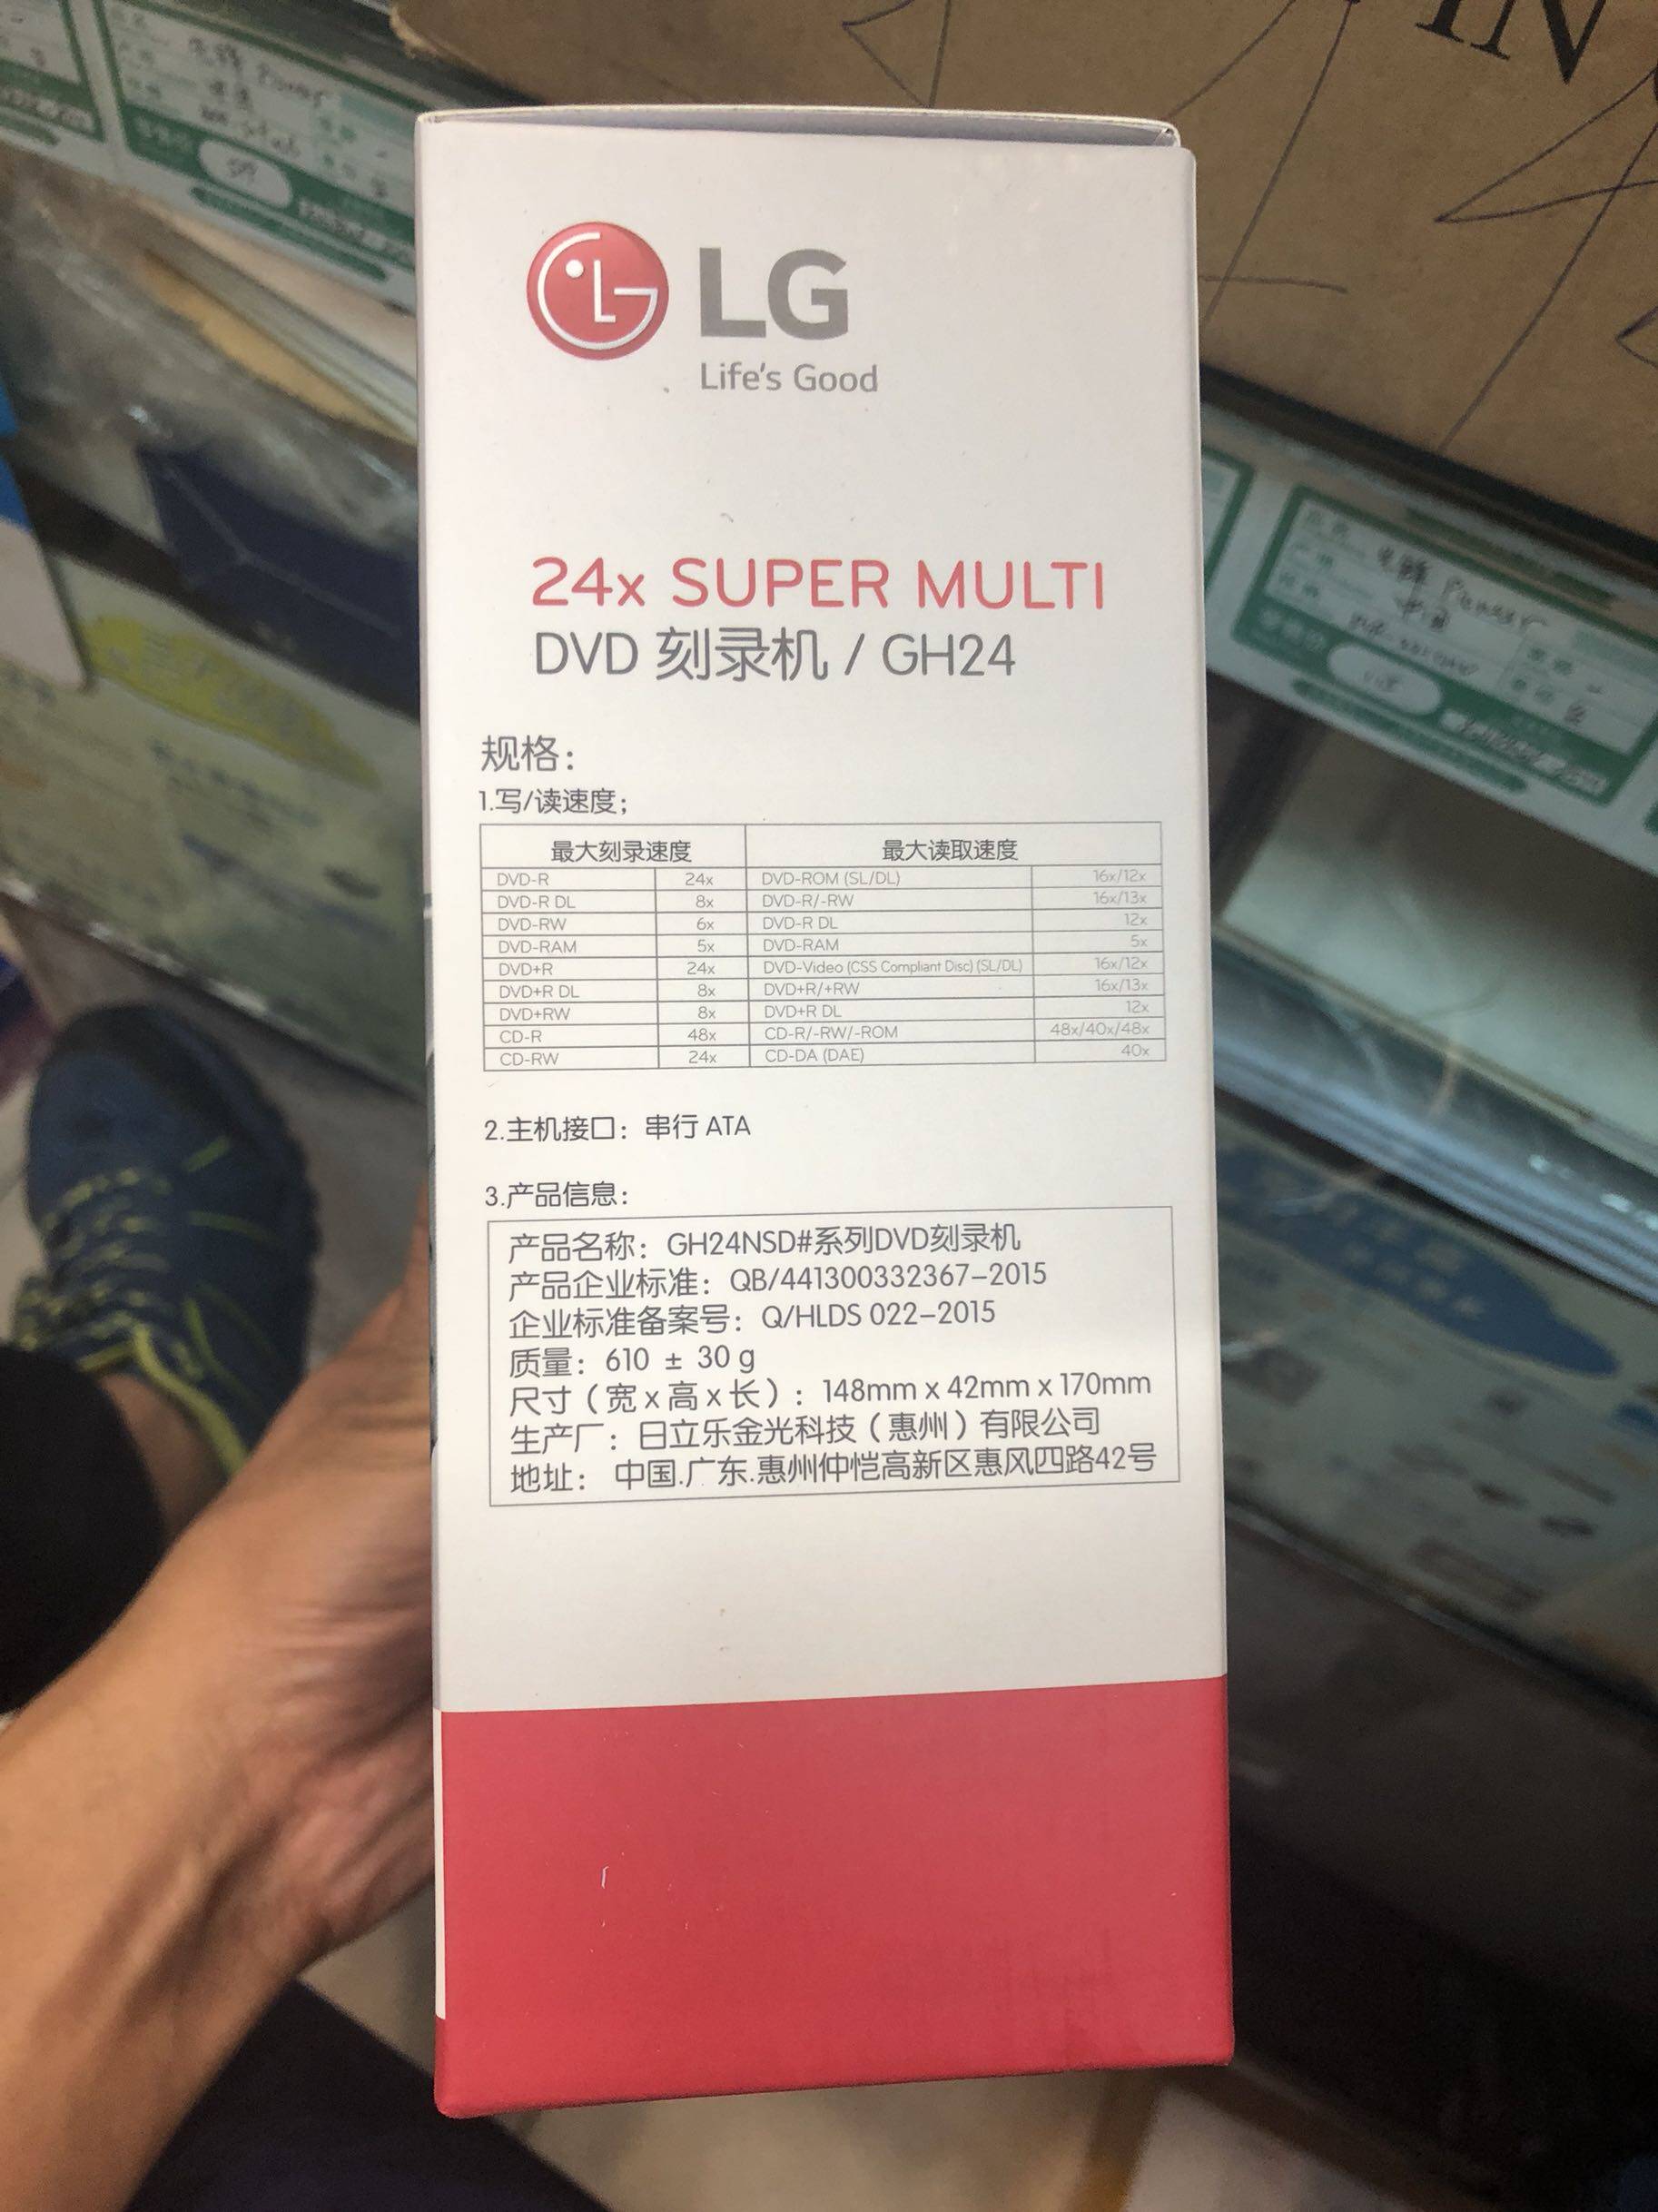 IN
LG
Life's Good
24x SUPER MULTI
DVD 刻录机 / GH24
规格：
1.写/读速度；
最大刻录速度 最大读取速度
DVD-R 24x DVD-ROM (SL/DL) 16x/12x
DVD-R DL 8x DVD-R/-RW 16x/13x
DVD-RW 6x DVD-R DL 12x
DVD-RAM 5x DVD-RAM 5x
DVD+R 24x DVD-Video (CSS Compliant Disc) (SL/DL) 16x/12x
DVD+R DL 8x DVD+R/+RW 16x/13x
DVD+RW 8x DVD+R DL 12x
CD-R 48x CD-R/-RW/-ROM 48x/40x/48x
CD-RW 24x CD-DA (DAE) 40x
2.主机接口：串行 ATA
3.产品信息：
产品名称：GH24NSD#系列DVD刻录机
产品企业标准：QB/441300332367-2015
企业标准备案号：Q/HLDS 022-2015
质量：610 ± 30 g
尺寸（宽x高x长）：148mm x 42mm x 170mm
生产厂：日立乐金光科技（惠州）有限公司
地址： 中国.广东.惠州仲恺高新区惠风四路42号